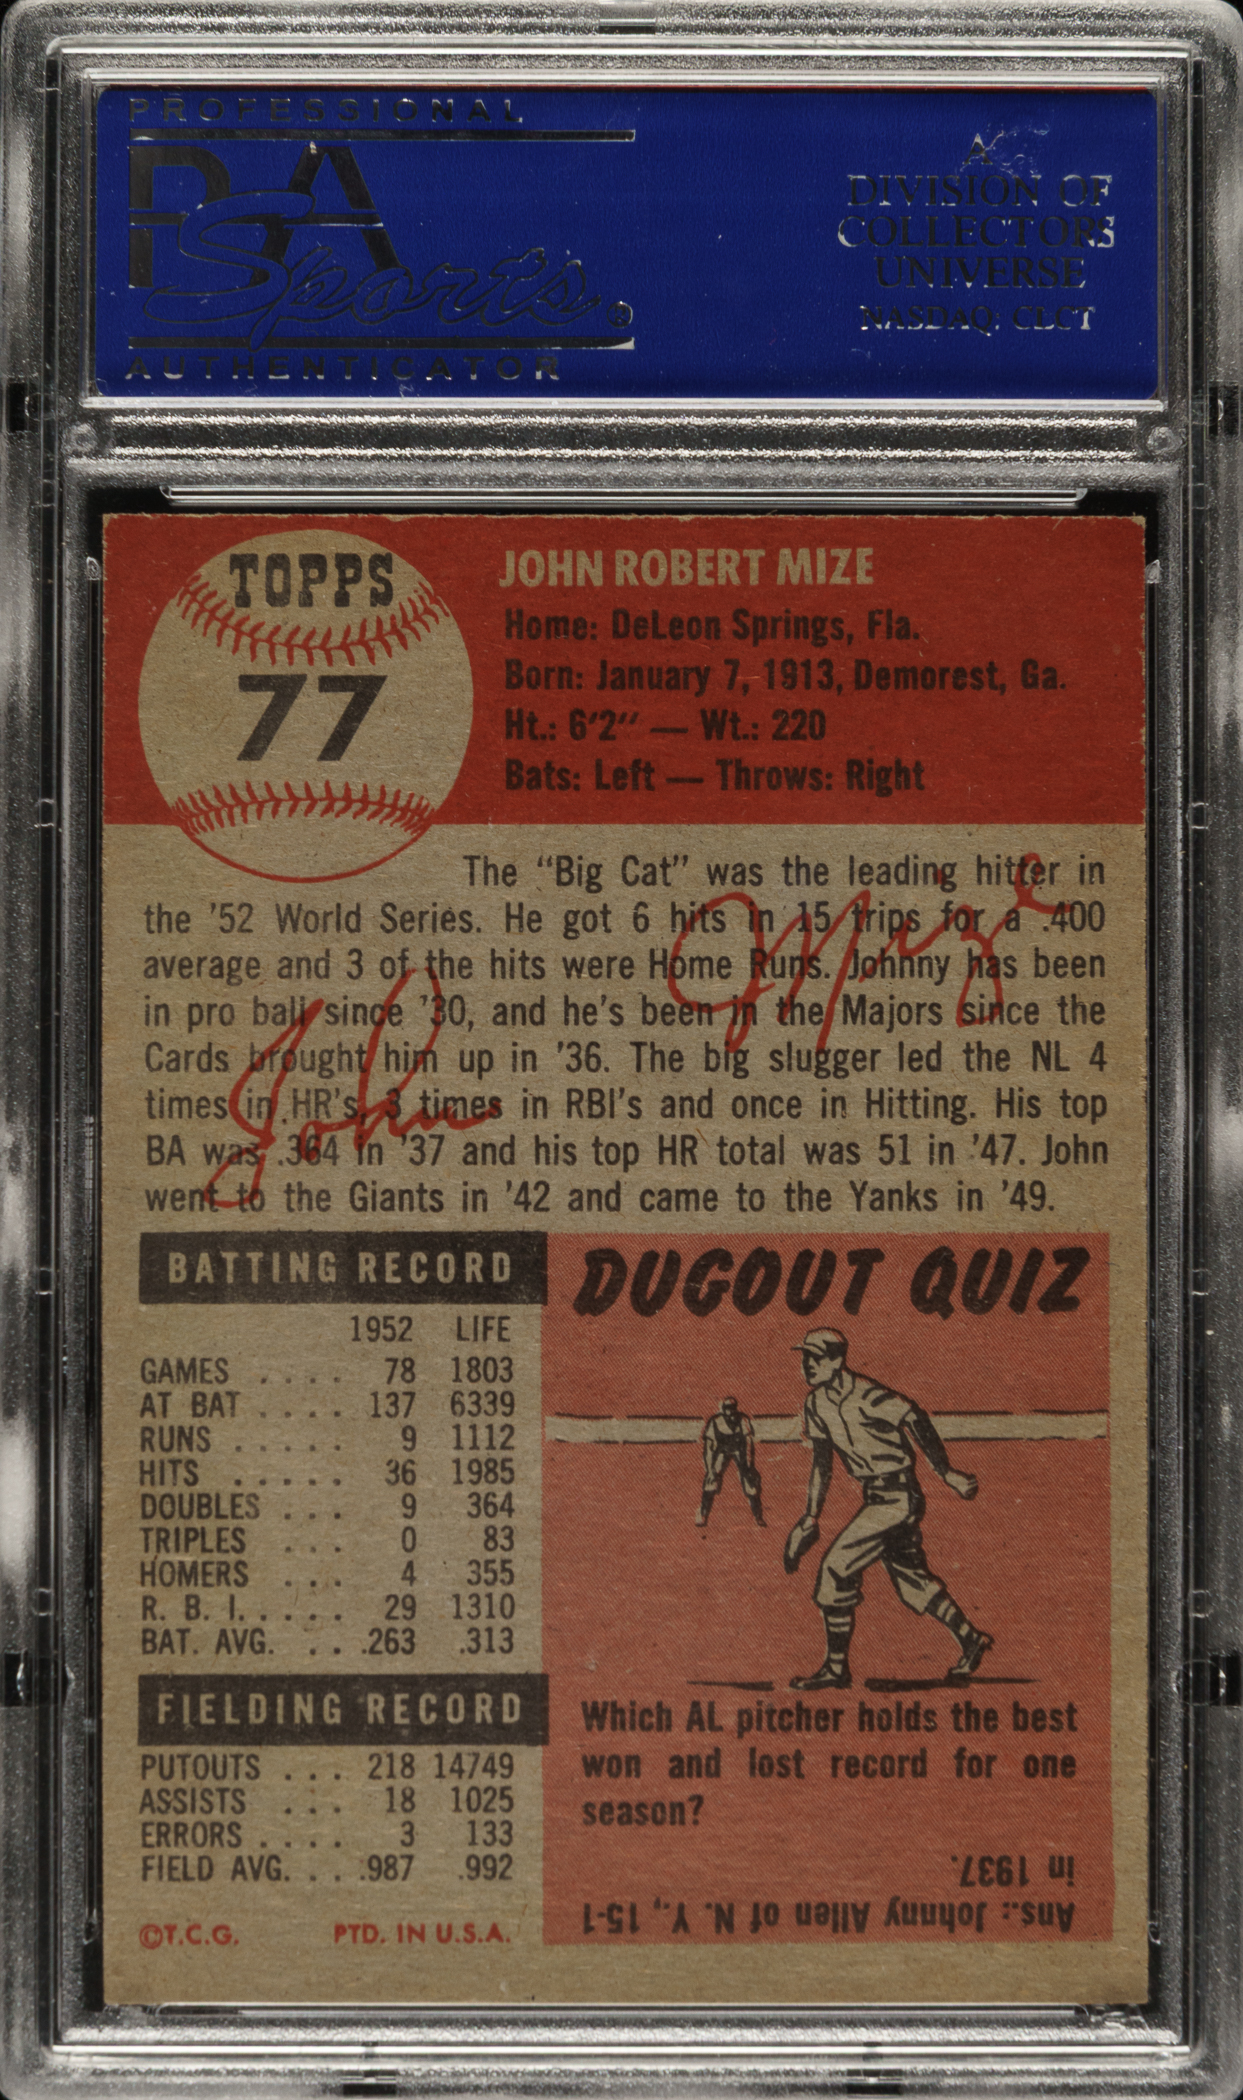 PROFESSIONAL
PSA
Sports®
AUTHENTICATOR
A
DIVISION OF
COLLECTORS
UNIVERSE
NASDAQ: CLCT
TOPPS
77
JOHN ROBERT MIZE
Home: DeLeon Springs, Fla.
Born: January 7, 1913, Demorest, Ga.
Ht.: 6'2" — Wt.: 220
Bats: Left — Throws: Right
The "Big Cat" was the leading hitter in
the '52 World Series. He got 6 hits in 15 trips for a .400
average and 3 of the hits were Home Runs. Johnny has been
in pro ball since '30, and he's been in the Majors since the
Cards brought him up in '36. The big slugger led the NL 4
times in HR's, 3 times in RBI's and once in Hitting. His top
BA was .364 in '37 and his top HR total was 51 in '47. John
went to the Giants in '42 and came to the Yanks in '49.
John Mize
BATTING RECORD
1952 LIFE
GAMES . . . . 78 1803
AT BAT . . . . 137 6339
RUNS . . . . . 9 1112
HITS . . . . . 36 1985
DOUBLES . . . 9 364
TRIPLES . . . 0 83
HOMERS . . . 4 355
R. B. I. . . . . 29 1310
BAT. AVG. . . .263 .313
FIELDING RECORD
PUTOUTS . . . 218 14749
ASSISTS . . . 18 1025
ERRORS . . . . 3 133
FIELD AVG. . . .987 .992
©T.C.G. PTD. IN U.S.A.
DUGOUT QUIZ
Which AL pitcher holds the best
won and lost record for one
season?
Ans.: Johnny Allen of N. Y., 15-1
in 1937.